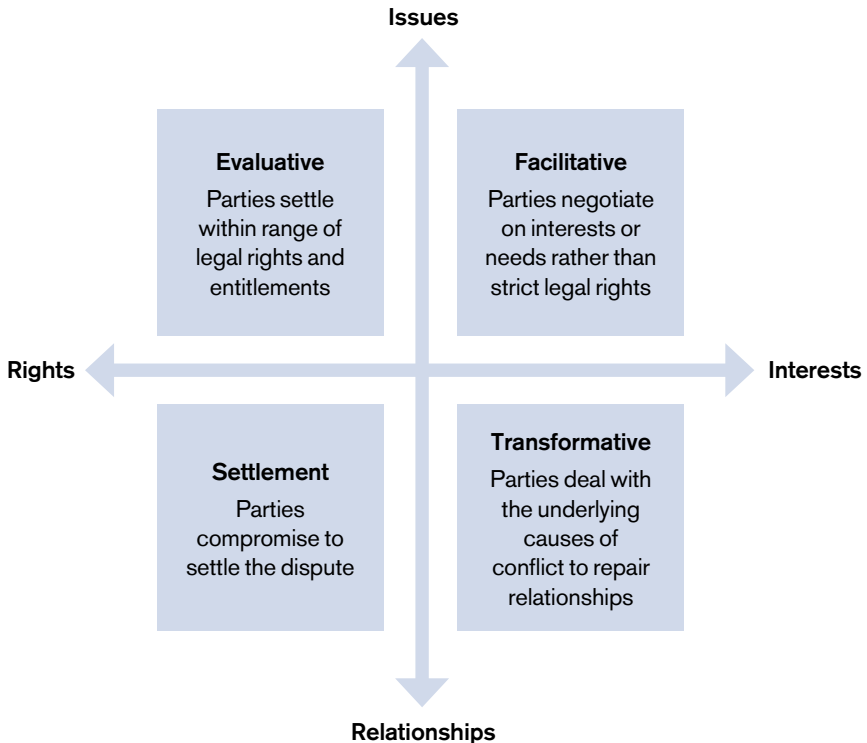 Issues
Evaluative
Parties settle
within range of
legal rights and
entitlements
Facilitative
Parties negotiate
on interests or
needs rather than
strict legal rights
Rights
Interests
Settlement
Parties
compromise to
settle the dispute
Transformative
Parties deal with
the underlying
causes of
conflict to repair
relationships
Relationships